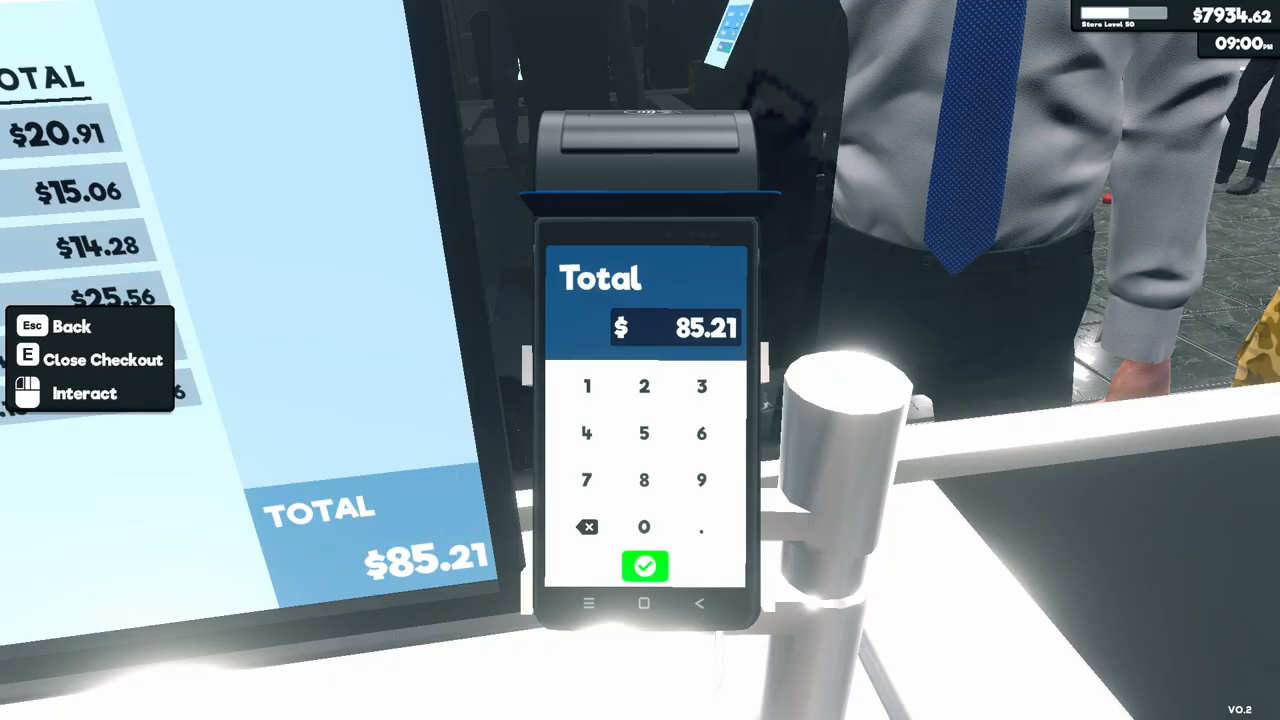 $7934.62
Store Level 50
09:00PM
OTAL
$20.91
$15.06
$14.28
$25.56
6
Esc Back
E Close Checkout
Interact
TOTAL
$85.21
Total
$ 85.21
1 2 3
4 5 6
7 8 9
0 .
V0.2